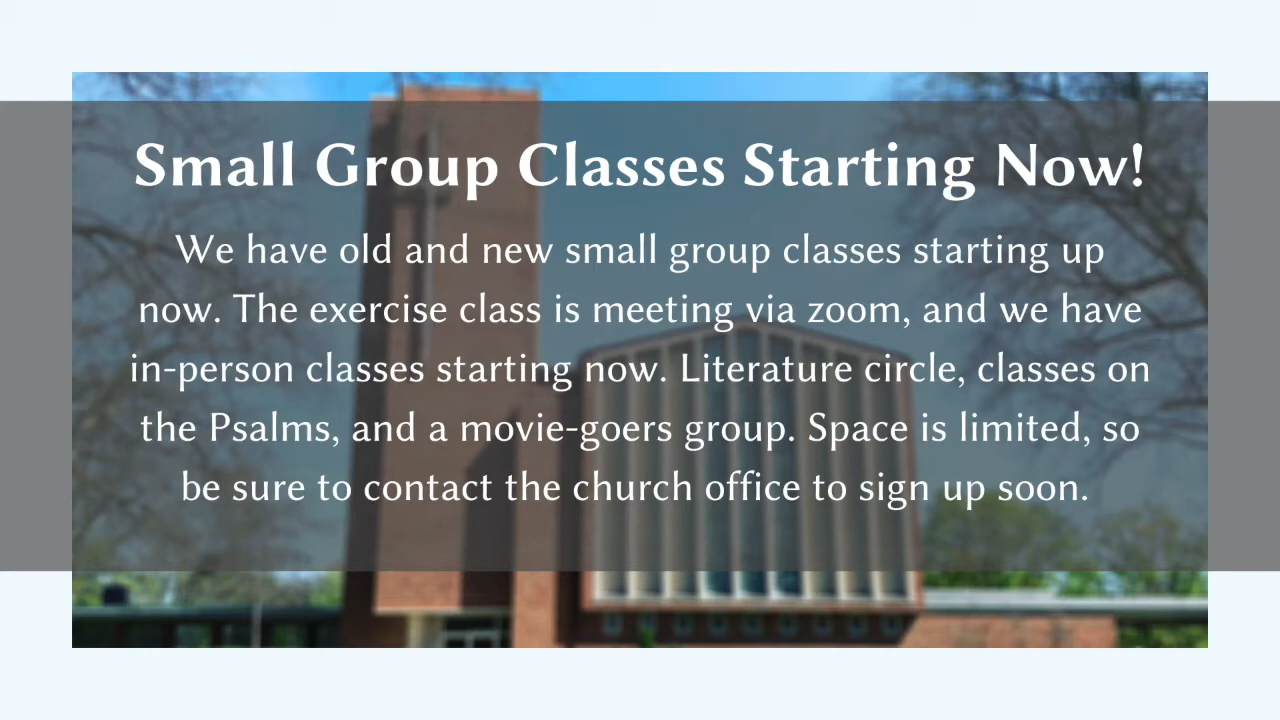 Small Group Classes Starting Now!
We have old and new small group classes starting up
now. The exercise class is meeting via zoom, and we have
in-person classes starting now. Literature circle, classes on
the Psalms, and a movie-goers group. Space is limited, so
be sure to contact the church office to sign up soon.